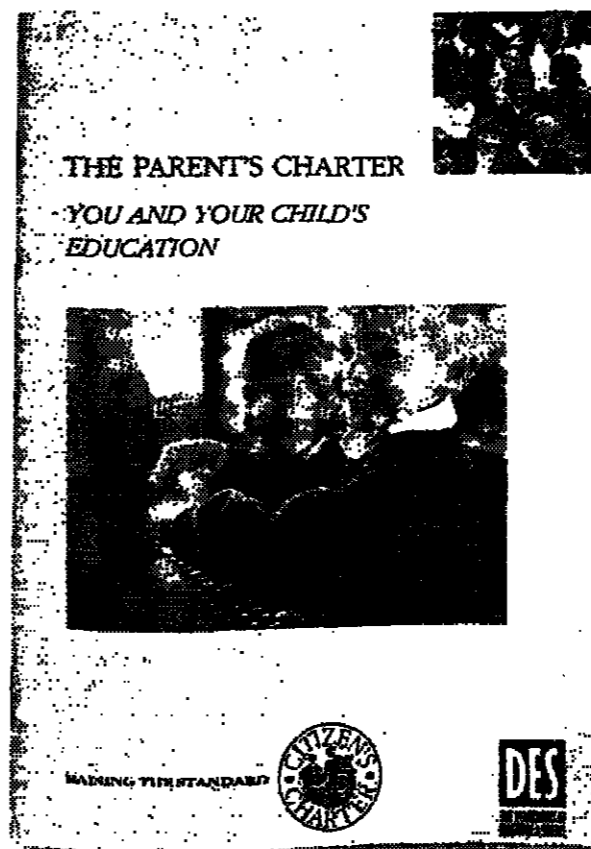 THE PARENT'S CHARTER
YOU AND YOUR CHILD'S
EDUCATION
RAISING THE STANDARD
CITIZEN'S
CHARTER
DES